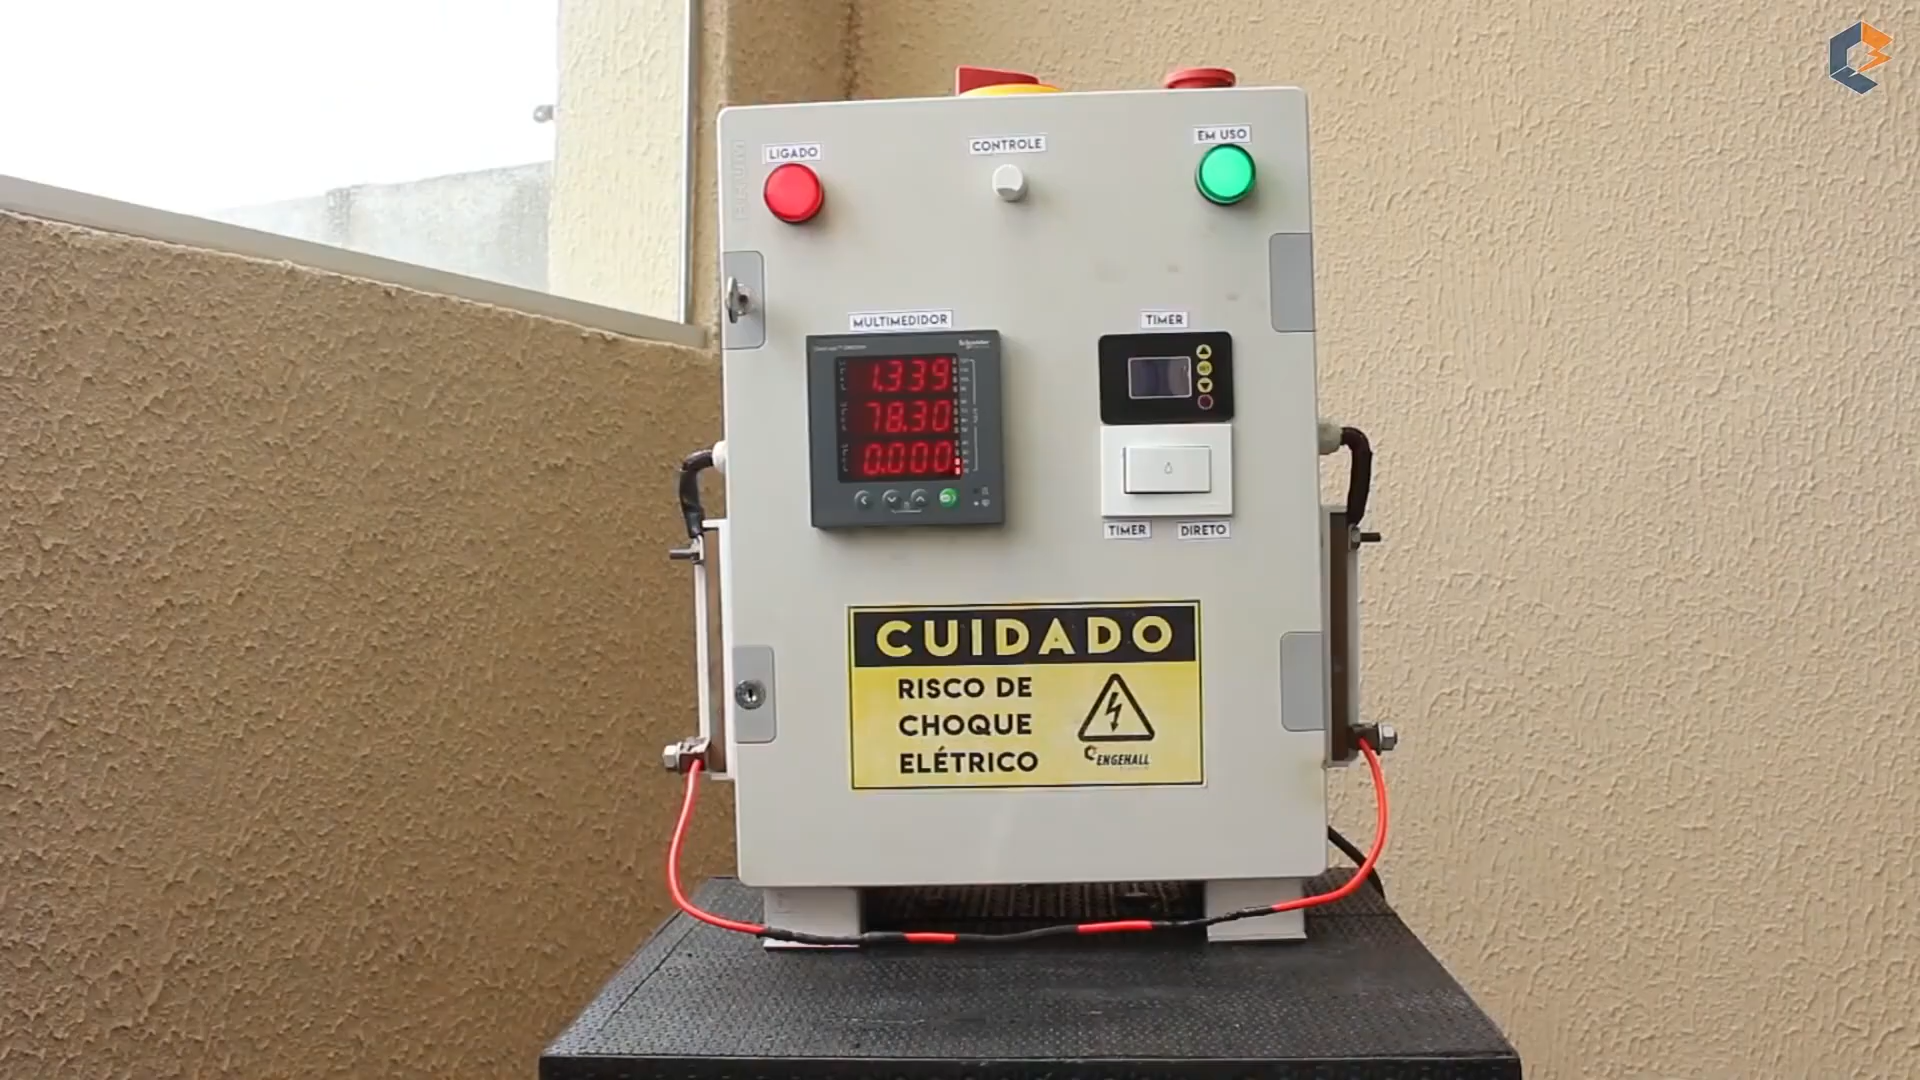 LIGADO
CONTROLE
EM USO
MULTIMEDIDOR
TIMER
Schneider
1.339
78.30
0.000
TIMER
DIRETO
CUIDADO
RISCO DE
CHOQUE
ELÉTRICO
ENGEHALL